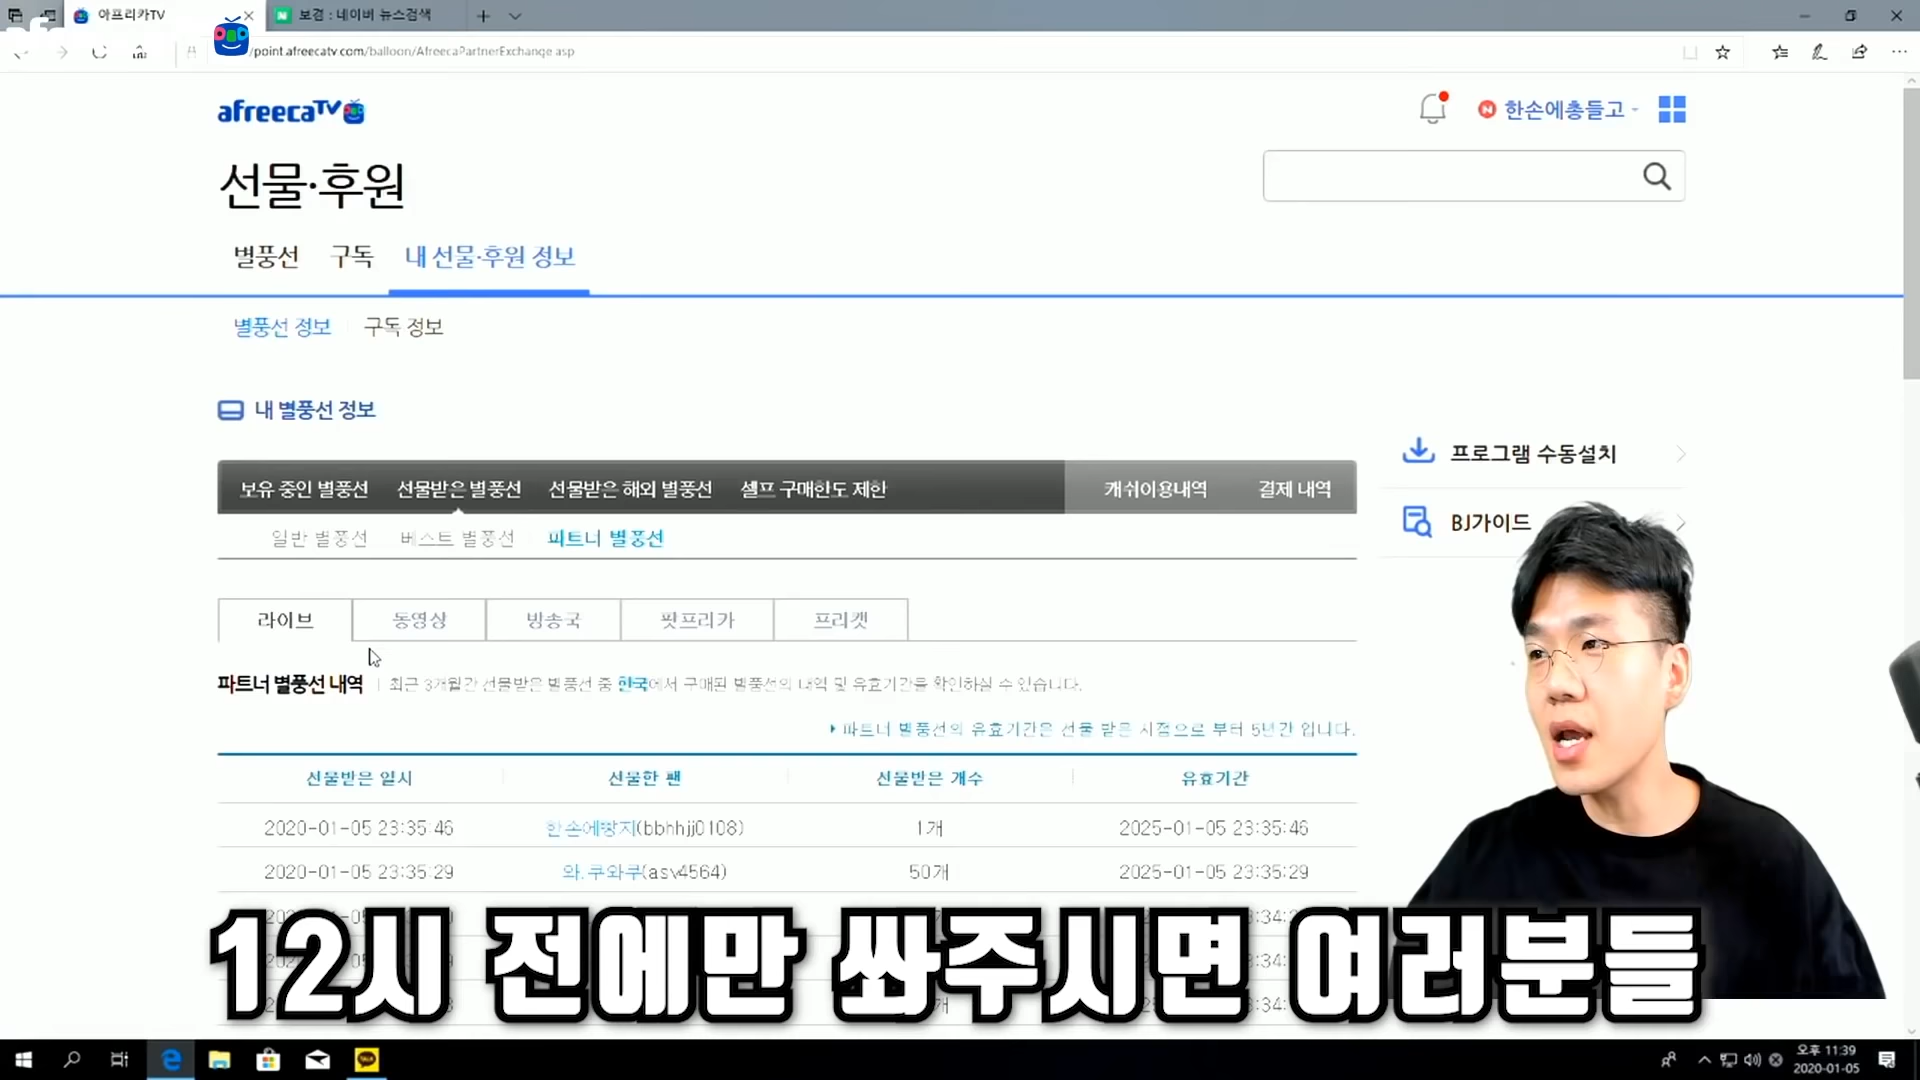 아프리카TV
보겸 : 네이버 뉴스검색
point.afreecatv.com/balloon/AfreecaPartnerExchange.asp
afreecaTV
한손에총들고
선물·후원
별풍선 구독 내 선물·후원 정보
별풍선 정보 구독 정보
내 별풍선 정보
프로그램 수동설치
보유 중인 별풍선 선물받은 별풍선 선물받은 해외 별풍선 셀프 구매한도 제한 캐쉬이용내역 결제 내역
BJ가이드
일반 별풍선 베스트 별풍선 파트너 별풍선
라이브 동영상 방송국 팟프리카 프리캣
파트너 별풍선 내역 최근 3개월간 선물받은 별풍선 중 한국에서 구매된 별풍선의 내역 및 유효기간을 확인하실 수 있습니다.
파트너 별풍선의 유효기간은 선물 받은 시점으로 부터 5년간 입니다.
선물받은 일시 선물한 팬 선물받은 개수 유효기간
2020-01-05 23:35:46 한손에빵지(bbhhjj0108) 1개 2025-01-05 23:35:46
2020-01-05 23:35:29 와.쿠와쿠(asv4564) 50개 2025-01-05 23:35:29
12시 전에만 쏴주시면 여러분들
오후 11:39
2020-01-05